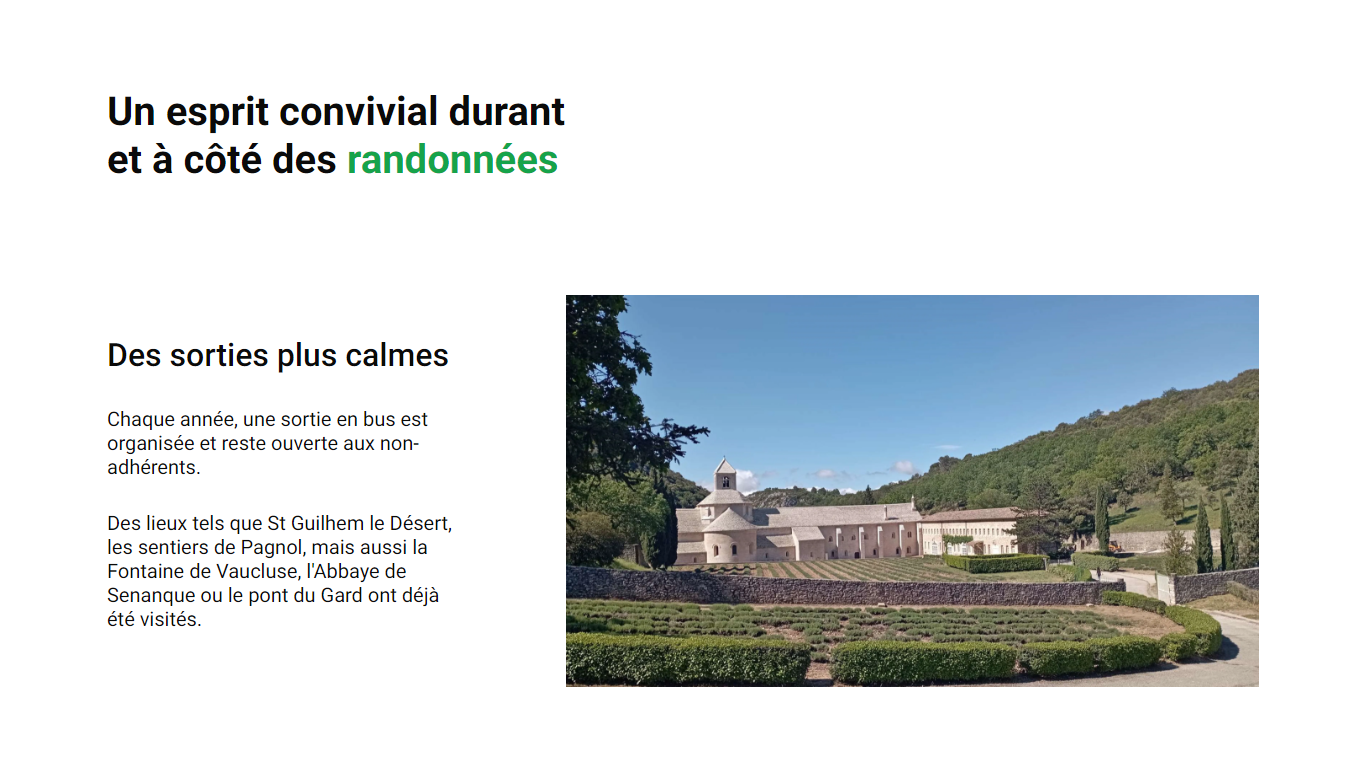 Un esprit convivial durant
et à côté des randonnées
Des sorties plus calmes
Chaque année, une sortie en bus est
organisée et reste ouverte aux non-
adhérents.
Des lieux tels que St Guilhem le Désert,
les sentiers de Pagnol, mais aussi la
Fontaine de Vaucluse, l'Abbaye de
Senanque ou le pont du Gard ont déjà
été visités.